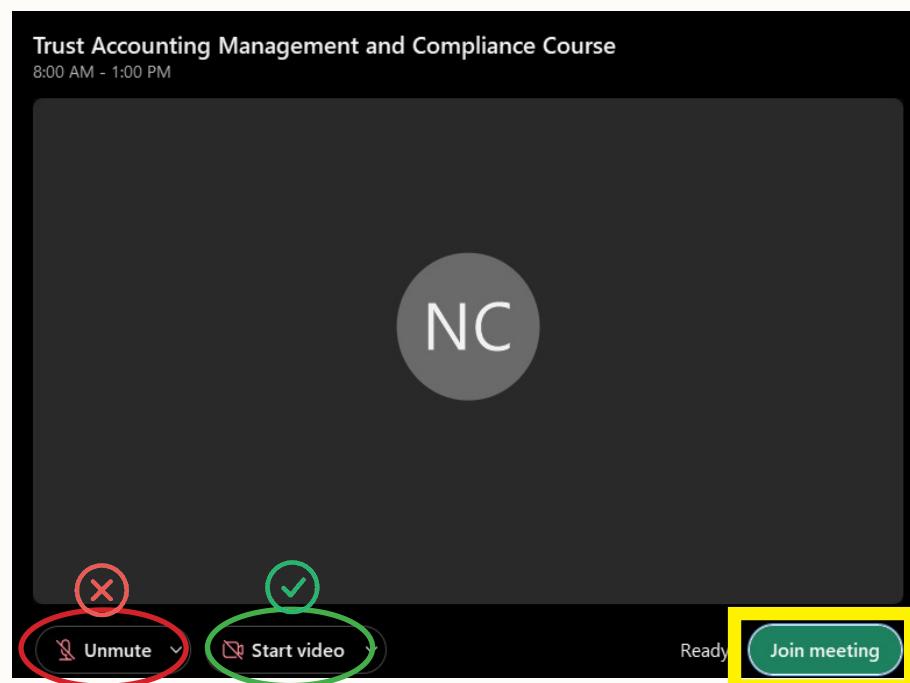 Trust Accounting Management and Compliance Course
8:00 AM - 1:00 PM
NC
Unmute
Start video
Ready
Join meeting